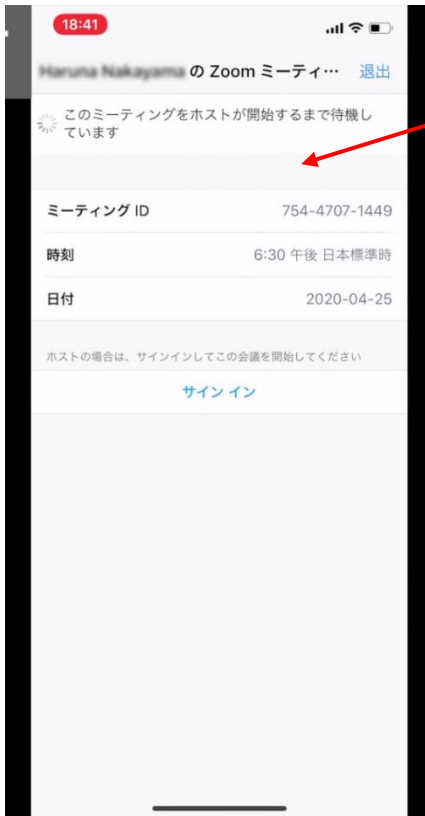 18:41
の Zoom ミーティ… 退出
このミーティングをホストが開始するまで待機し
ています
ミーティング ID 754-4707-1449
時刻 6:30 午後 日本標準時
日付 2020-04-25
ホストの場合は、サインインしてこの会議を開始してください
サイン イン